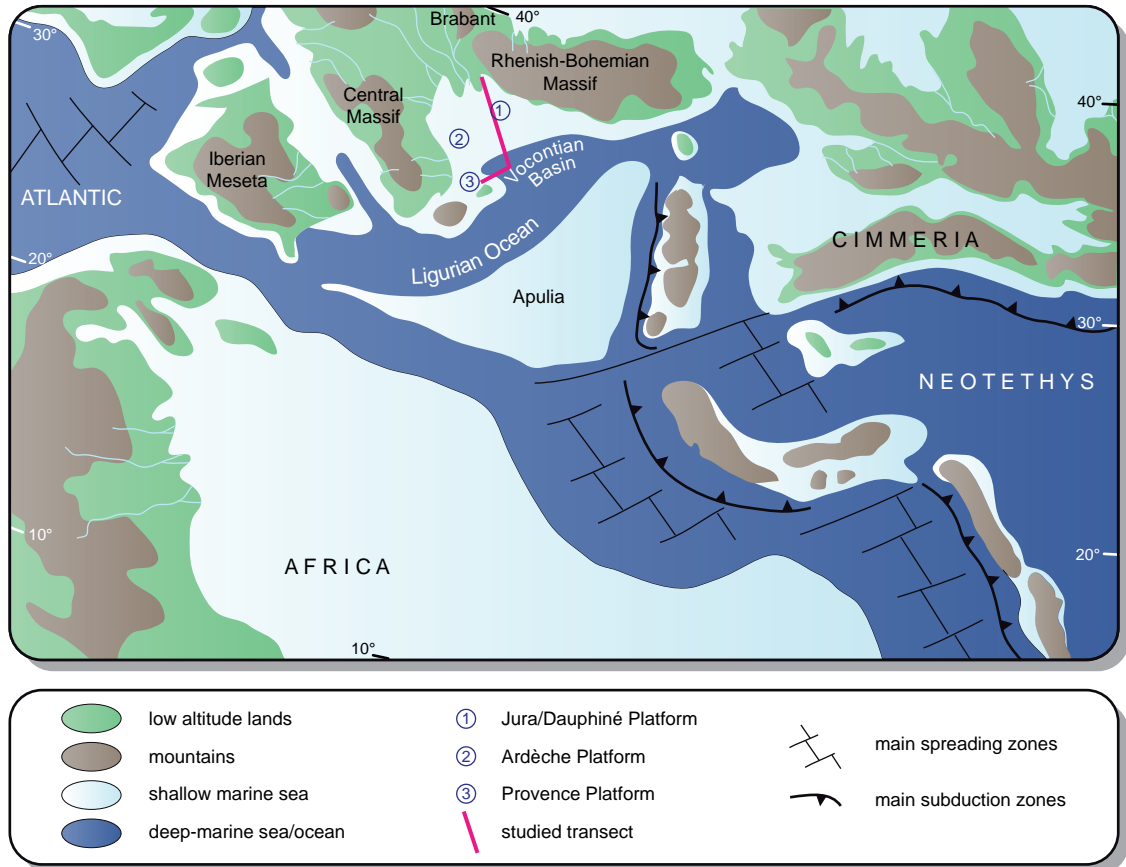 Brabant
40°
30°
Rhenish-Bohemian
Massif
Central
Massif
1
40°
2
Iberian
Meseta
Vocontian
Basin
3
ATLANTIC
CIMMERIA
20°
Ligurian Ocean
Apulia
30°
NEOTETHYS
10°
20°
AFRICA
10°
low altitude lands
mountains
shallow marine sea
deep-marine sea/ocean
1 Jura/Dauphiné Platform
2 Ardèche Platform
3 Provence Platform
studied transect
main spreading zones
main subduction zones